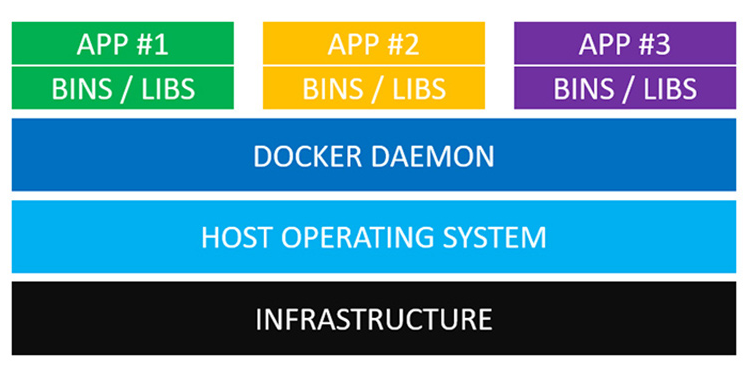 APP #1
BINS / LIBS
APP #2
BINS / LIBS
APP #3
BINS / LIBS
DOCKER DAEMON
HOST OPERATING SYSTEM
INFRASTRUCTURE